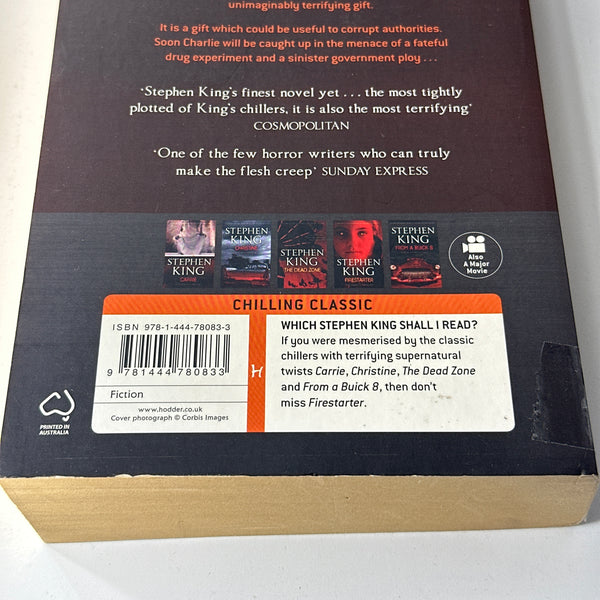 unimaginably terrifying gift.
It is a gift which could be useful to corrupt authorities.
Soon Charlie will be caught up in the menace of a fateful
drug experiment and a sinister government ploy . . .
‘Stephen King’s finest novel yet . . . the most tightly
plotted of King’s chillers, it is also the most terrifying’
COSMOPOLITAN
‘One of the few horror writers who can truly
make the flesh creep’ SUNDAY EXPRESS
STEPHEN
KING
CARRIE
STEPHEN
KING
CHRISTINE
STEPHEN
KING
THE DEAD ZONE
STEPHEN
KING
FIRESTARTER
STEPHEN
KING
FROM A BUICK 8
Also
A Major
Movie
CHILLING CLASSIC
ISBN 978-1-444-78083-3
9 781444 780833
Fiction
www.hodder.co.uk
Cover photograph © Corbis Images
H
WHICH STEPHEN KING SHALL I READ?
If you were mesmerised by the classic
chillers with terrifying supernatural
twists Carrie, Christine, The Dead Zone
and From a Buick 8, then don't
miss Firestarter.
PRINTED IN
AUSTRALIA